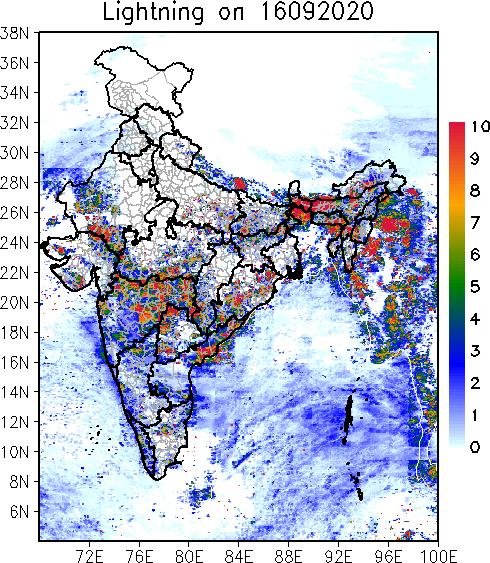 Lightning on 16092020
38N
36N
34N
32N
30N
28N
26N
24N
22N
20N
18N
16N
14N
12N
10N
8N
6N
72E 76E 80E 84E 88E 92E 96E 100E
10
9
8
7
6
5
4
3
2
1
0